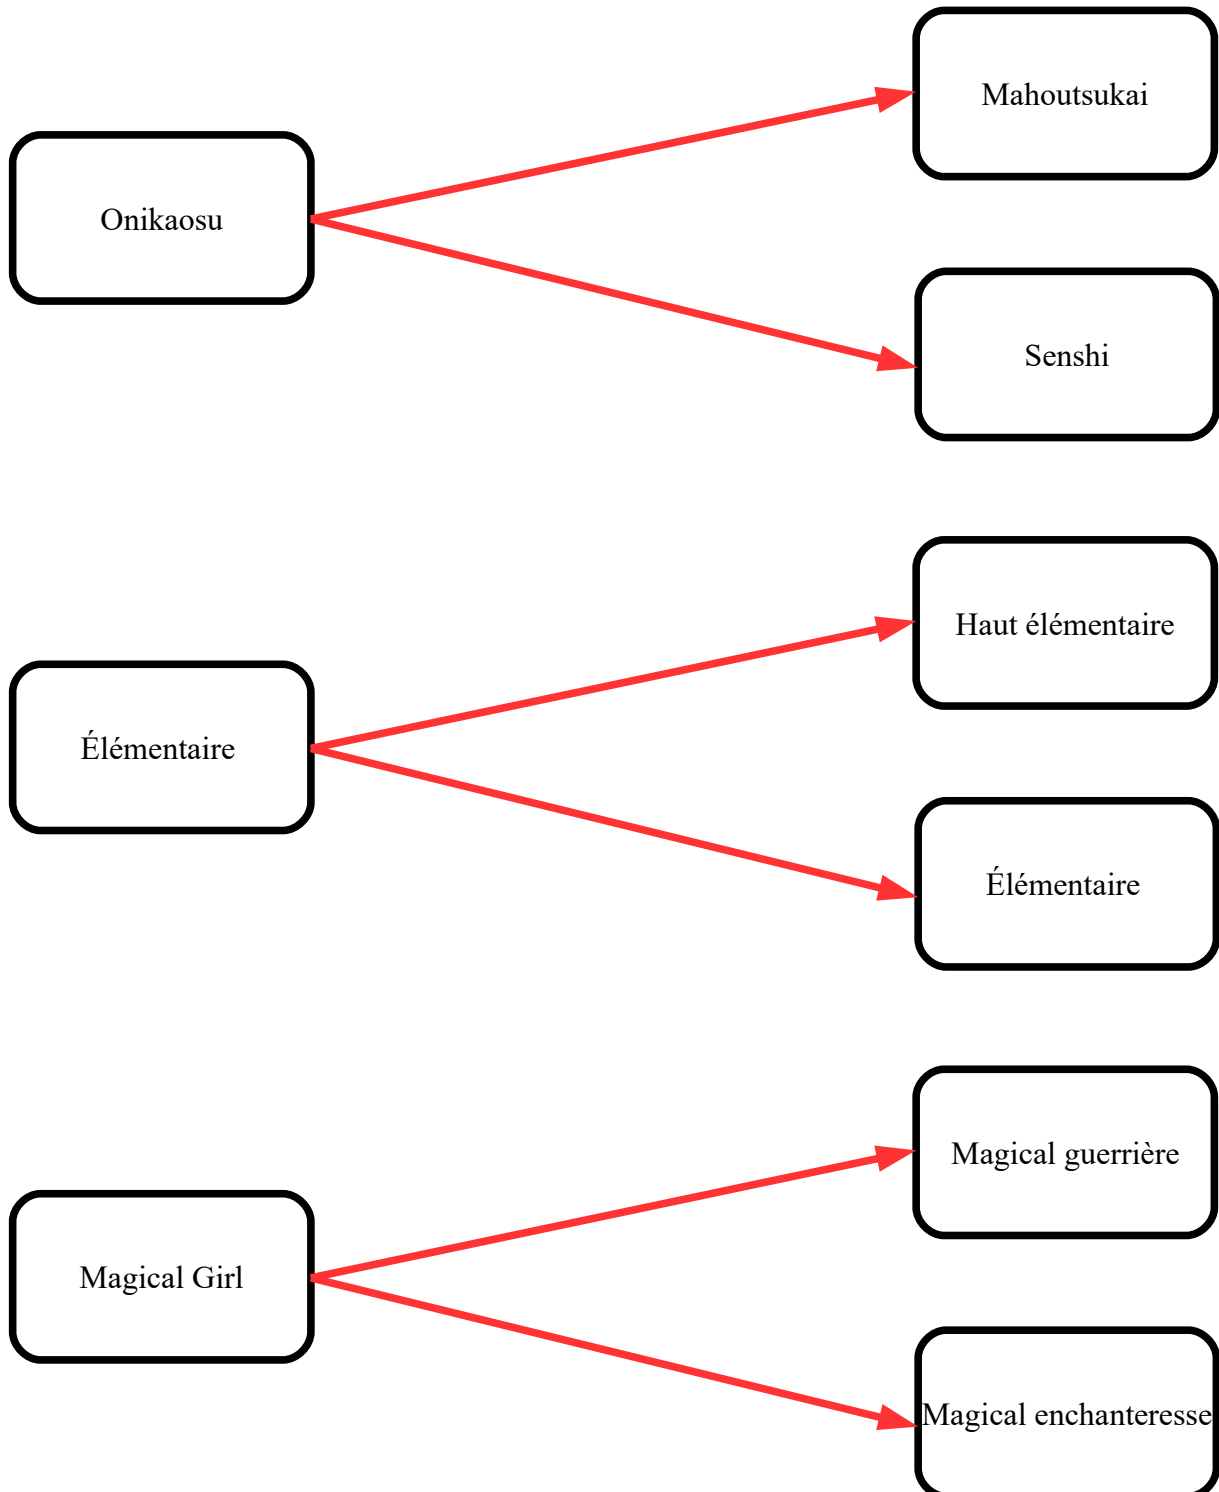 Mahoutsukai
Onikaosu
Senshi
Haut élémentaire
Élémentaire
Élémentaire
Magical guerrière
Magical Girl
Magical enchanteresse